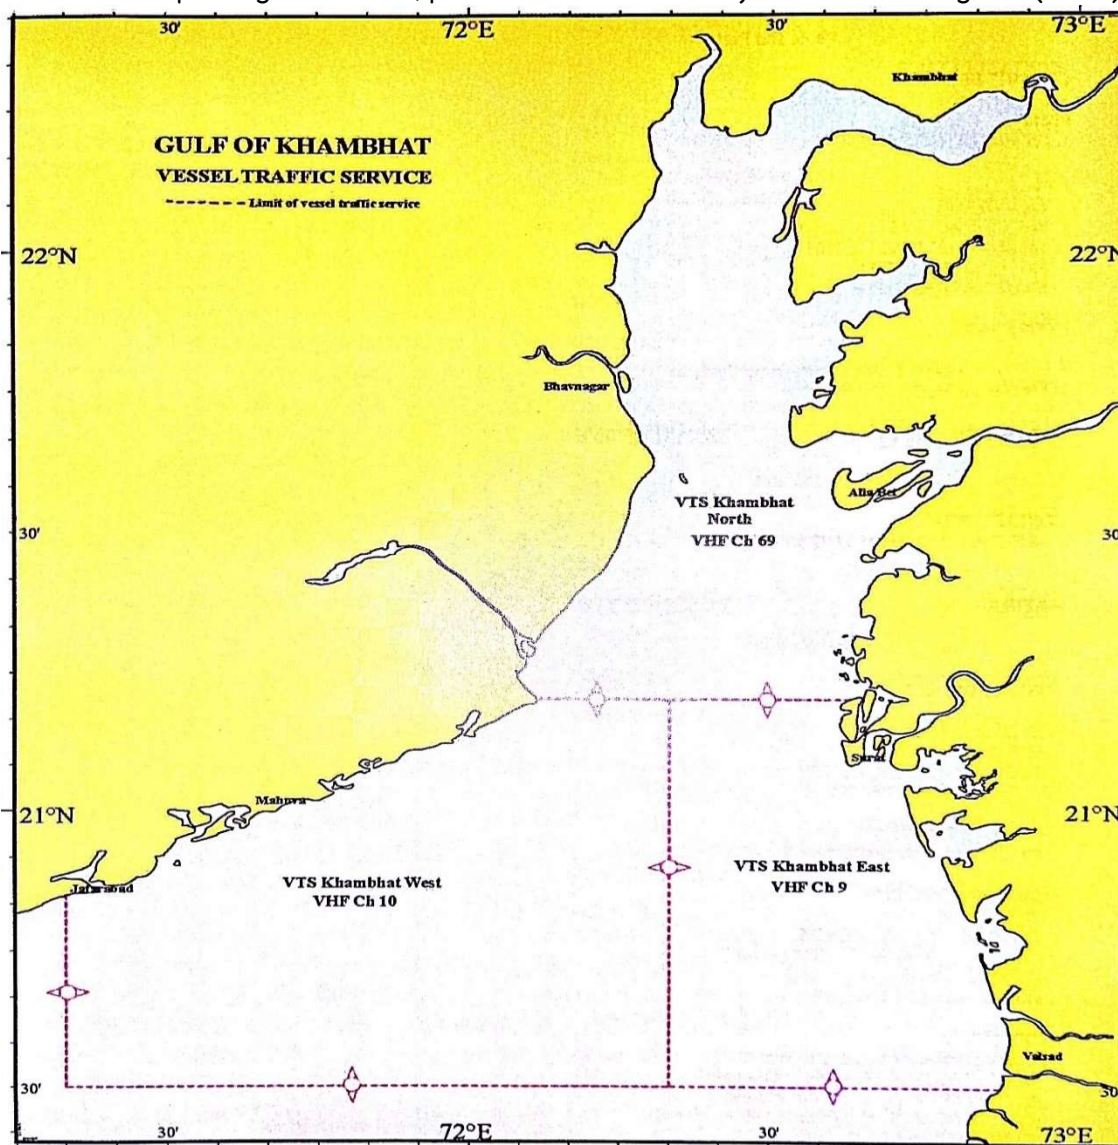 30'
72°E
30'
73°E
Khambhat
GULF OF KHAMBHAT
VESSEL TRAFFIC SERVICE
Limit of vessel traffic service
22°N
22°N
Bhavnagar
Alia Bet
VTS Khambhat
North
VHF Ch 69
30'
30
Surat
Mahuva
21°N
21°N
VTS Khambhat West
VHF Ch 10
VTS Khambhat East
VHF Ch 9
Jafarabad
Valsad
30'
30
30'
72°E
30'
73°E